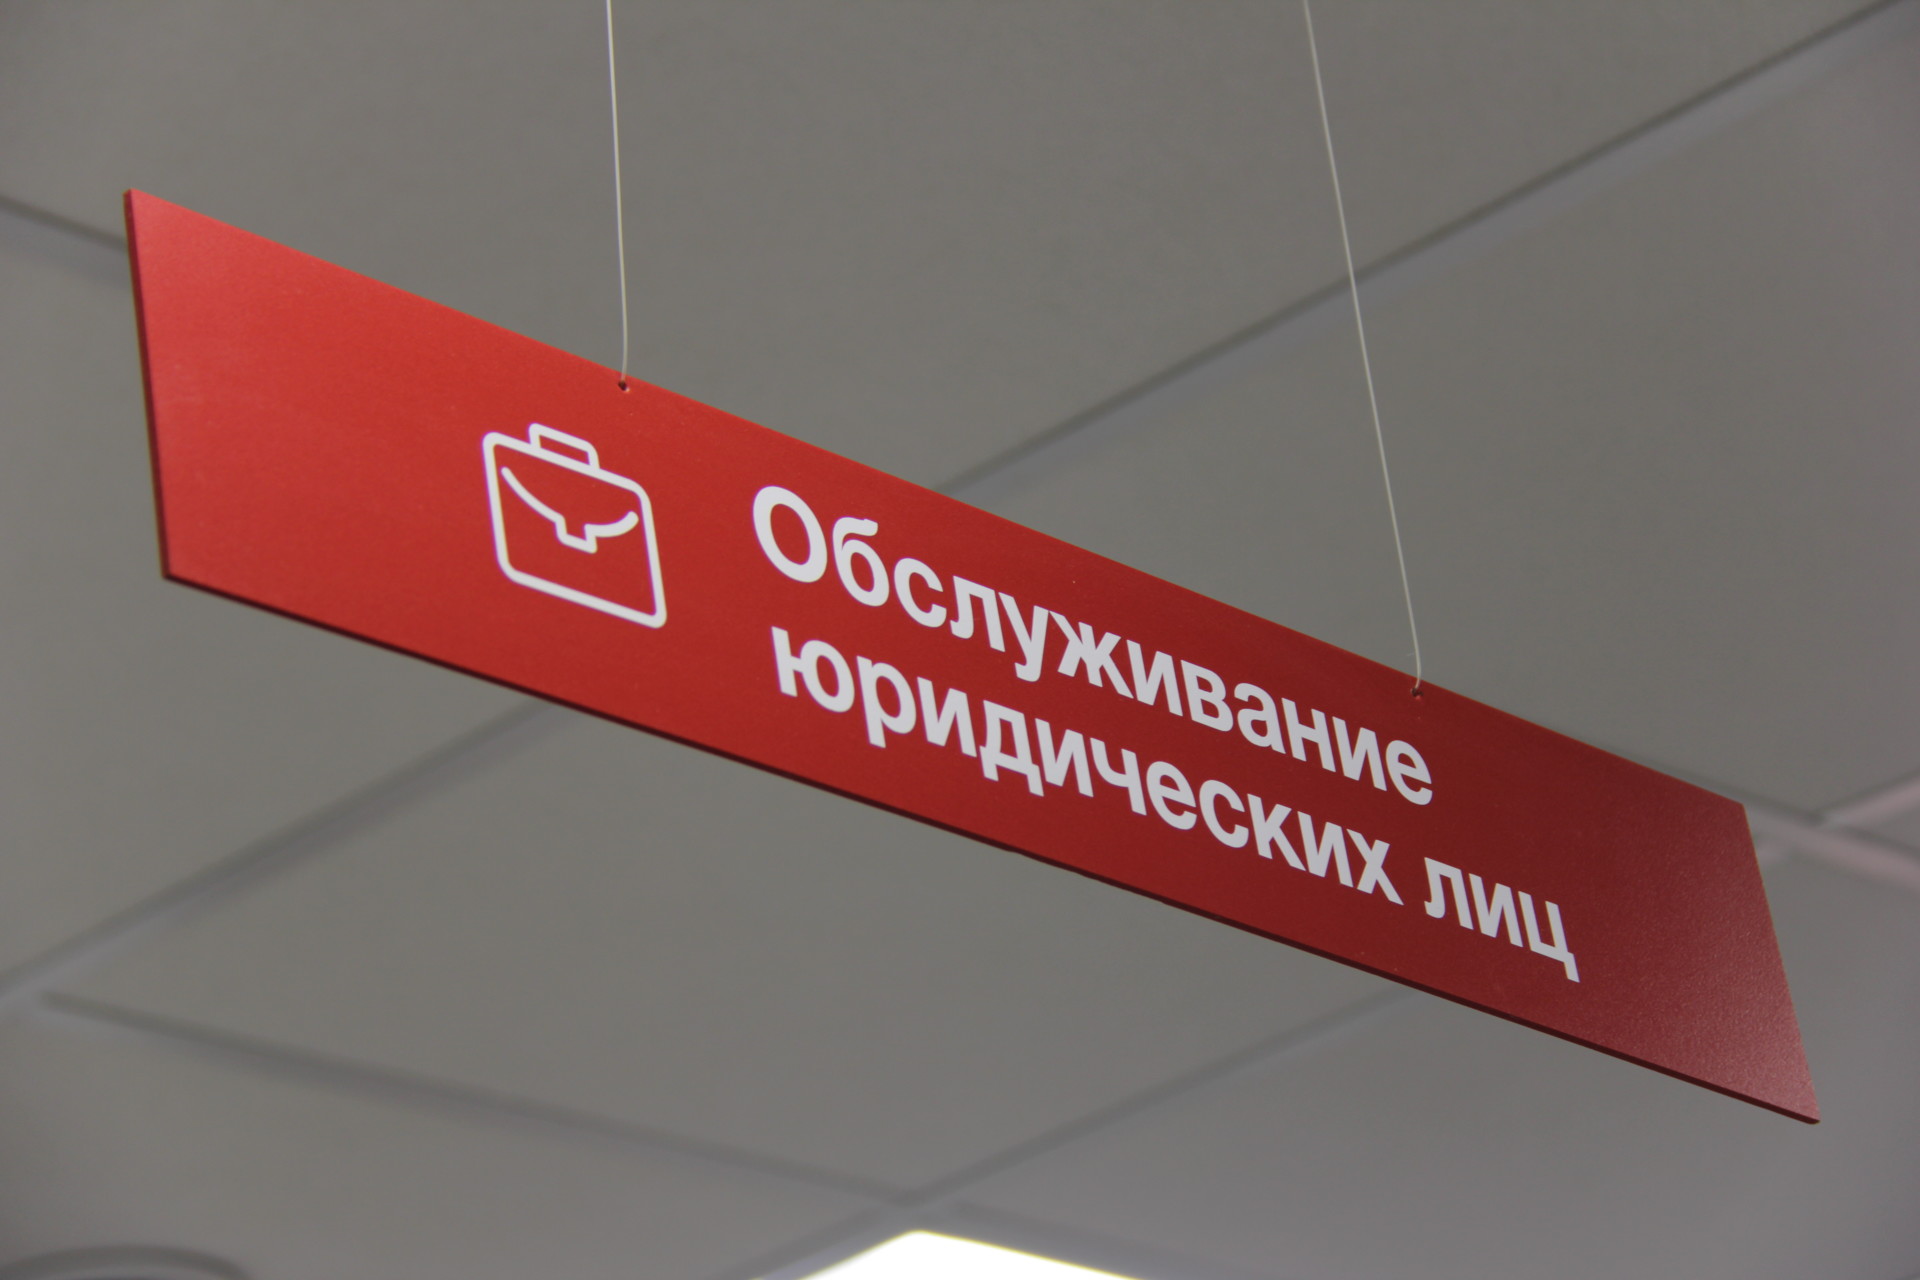 Обслуживание
юридических лиц